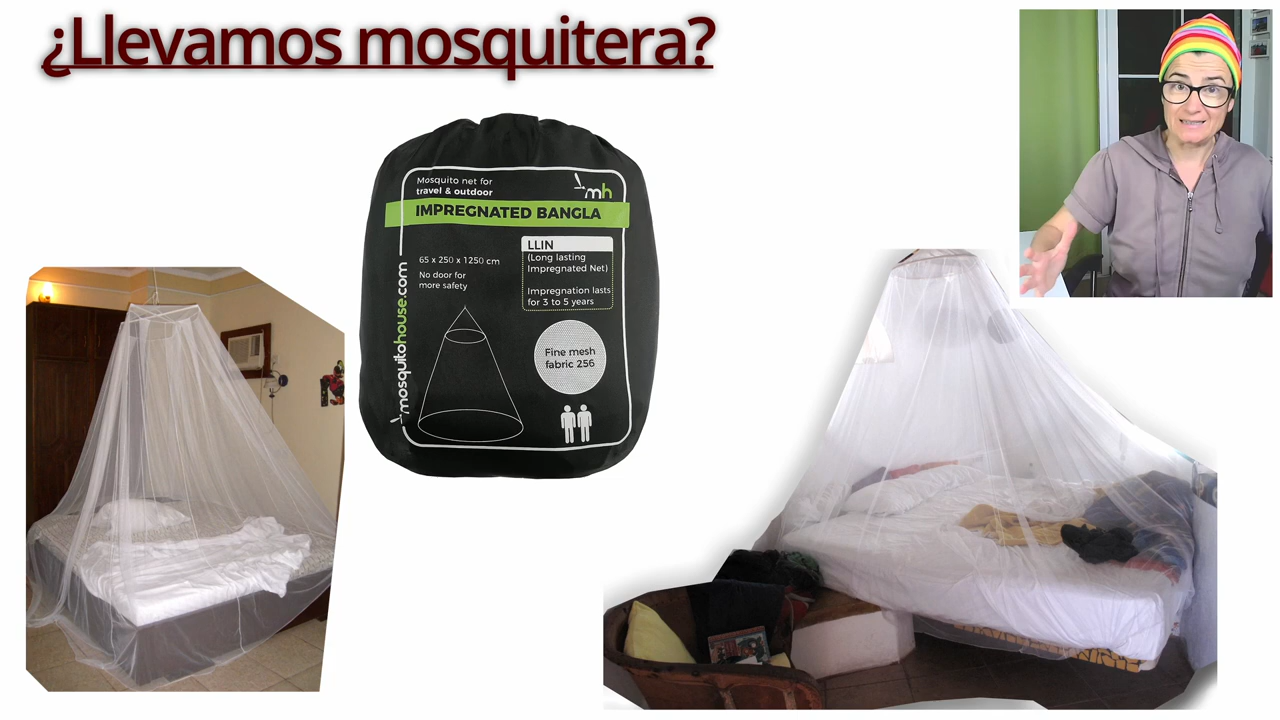 ¿Llevamos mosquitera?
Mosquito net for
travel & outdoor
mh
IMPREGNATED BANGLA
65 x 250 x 1250 cm
No door for
more safety
LLIN
(Long lasting
Impregnated Net)
Impregnation lasts
for 3 to 5 years
Fine mesh
fabric 256
mosquitohouse.com